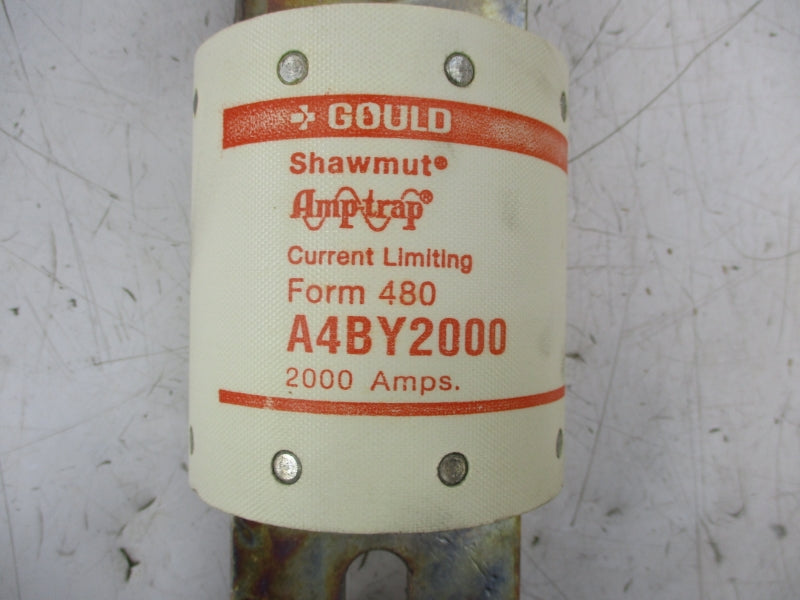 GOULD
Shawmut®
Amp-trap®
Current Limiting
Form 480
A4BY2000
2000 Amps.